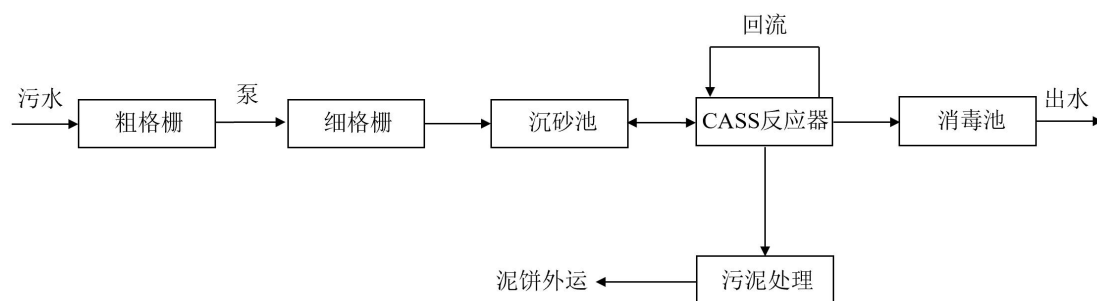 回流
污水
粗格栅
泵
细格栅
沉砂池
CASS反应器
消毒池
出水
泥饼外运
污泥处理